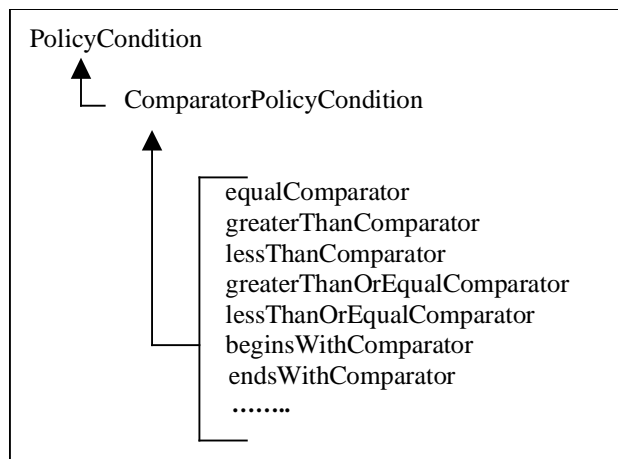 PolicyCondition
ComparatorPolicyCondition
equalComparator
greaterThanComparator
lessThanComparator
greaterThanOrEqualComparator
lessThanOrEqualComparator
beginsWithComparator
endsWithComparator
……..